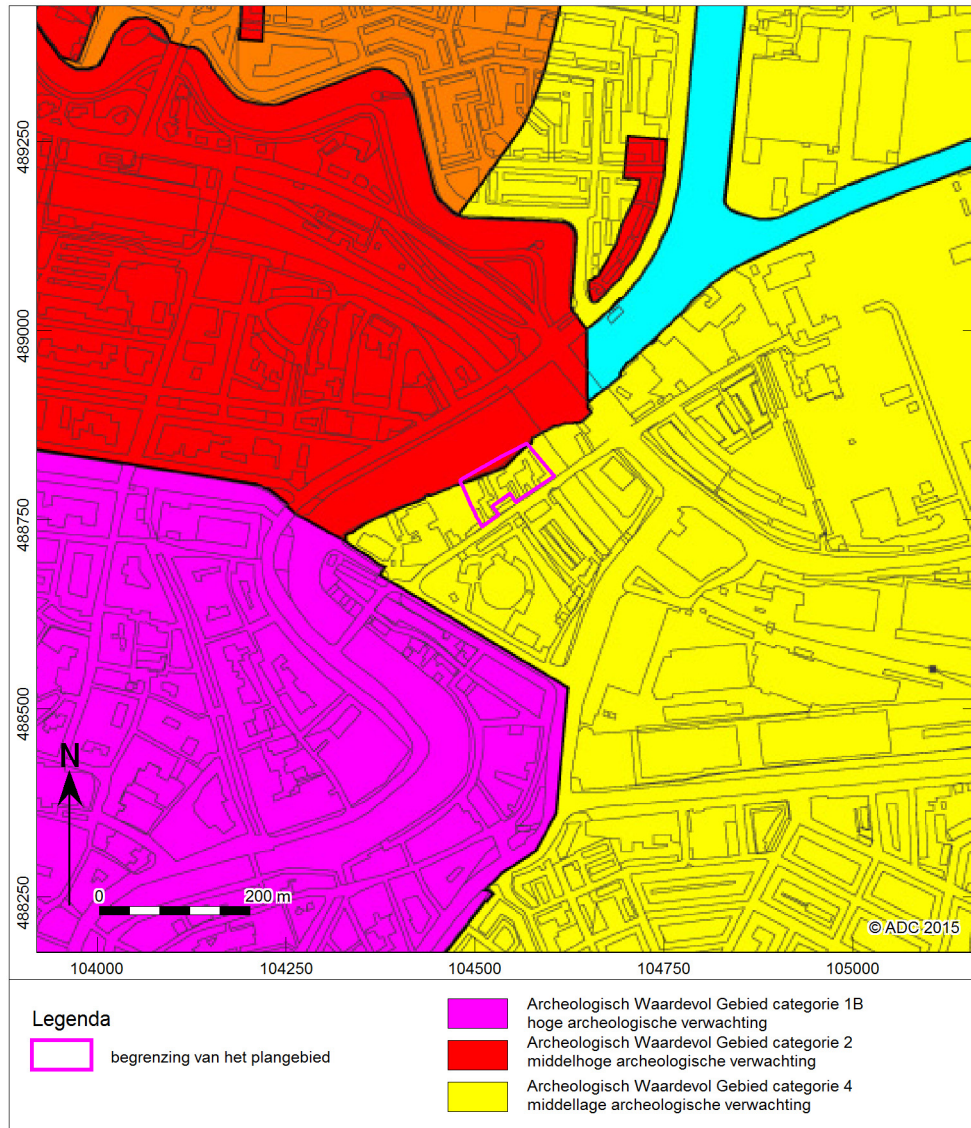 489250
489000
488750
488500
488250
N
0 200 m
© ADC 2015
104000 104250 104500 104750 105000
Legenda
begrenzing van het plangebied
Archeologisch Waardevol Gebied categorie 1B
hoge archeologische verwachting
Archeologisch Waardevol Gebied categorie 2
middelhoge archeologische verwachting
Archeologisch Waardevol Gebied categorie 4
middellage archeologische verwachting